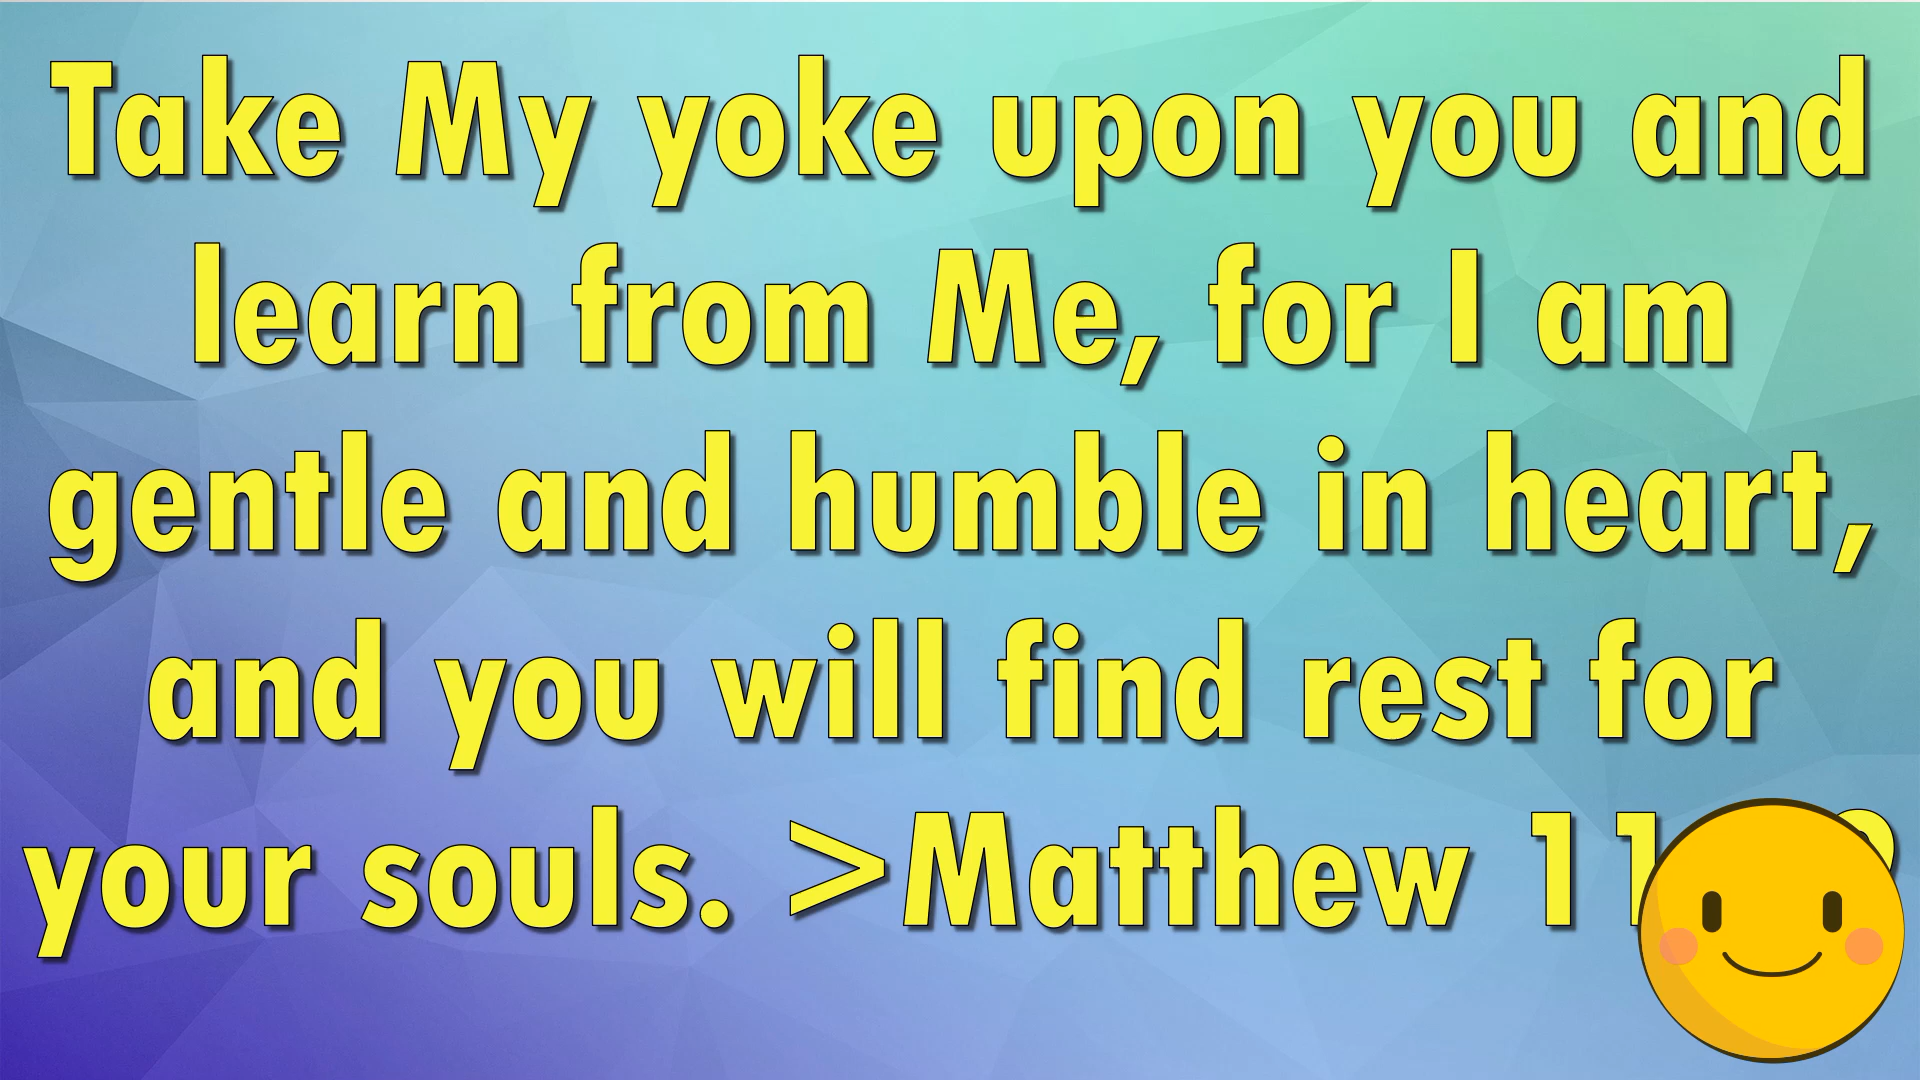 Take My yoke upon you and
learn from Me, for I am
gentle and humble in heart,
and you will find rest for
your souls. >Matthew